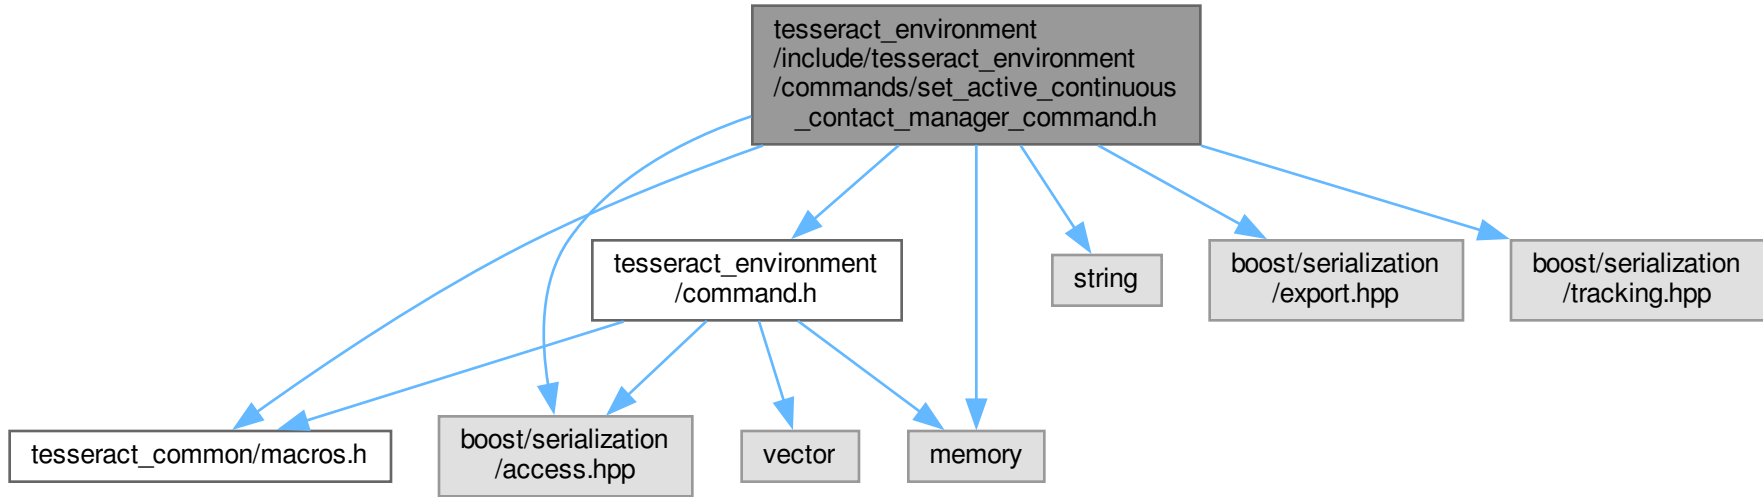 tesseract_environment
/include/tesseract_environment
/commands/set_active_continuous
_contact_manager_command.h
tesseract_environment
/command.h
string
boost/serialization
/export.hpp
boost/serialization
/tracking.hpp
tesseract_common/macros.h
boost/serialization
/access.hpp
vector
memory